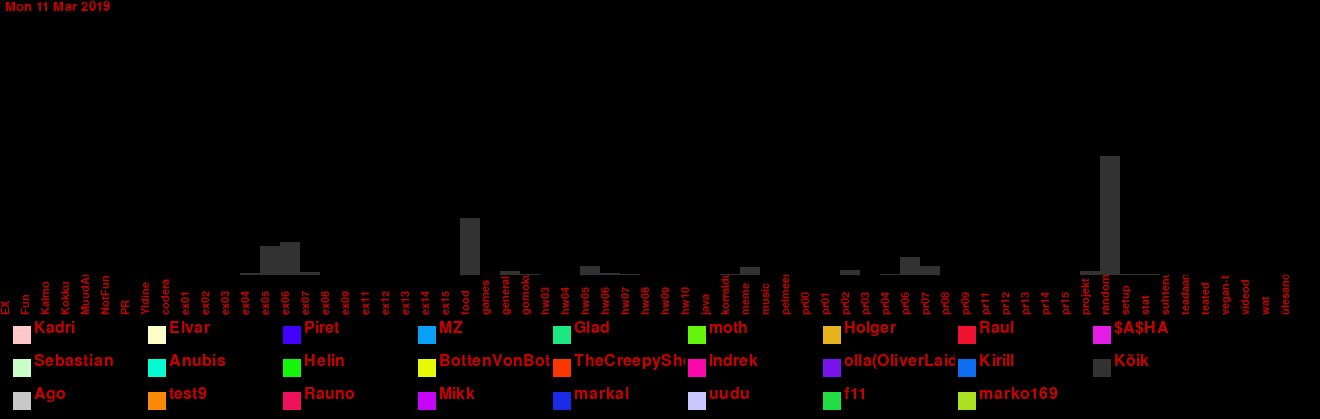 Mon 11 Mar 2019
EX Fun Kalmo Kokku MuudAi NotFun PR Yldine codera ex01 ex02 ex03 ex04 ex05 ex06 ex07 ex08 ex09 ex11 ex12 ex13 ex14 ex15 food games general gomoku hw03 hw04 hw05 hw06 hw07 hw08 hw09 hw10 java korraldu meme music pelmeen pr00 pr01 pr02 pr03 pr04 pr06 pr07 pr08 pr09 pr11 pr12 pr13 pr14 pr15 projekt random setup stat suhtenu teadaan teated vegan-t videod wat ülesand
Kadri Elvar Piret MZ Glad moth Holger Raul $A$HA
Sebastian Anubis Helin BottenVonBot TheCreepySh Indrek olla(OliverLaid Kirill Kõik
Ago test9 Rauno Mikk markal uudu f11 marko169